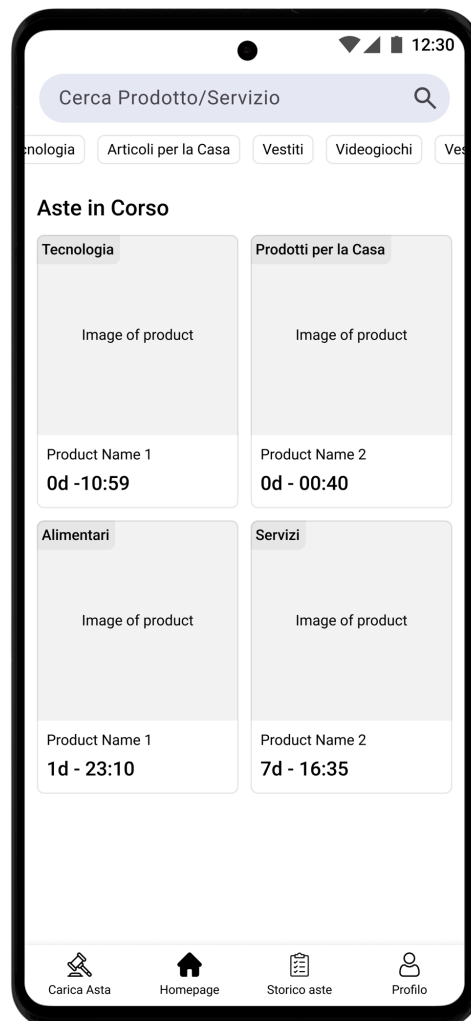 12:30
Cerca Prodotto/Servizio
cnologia Articoli per la Casa Vestiti Videogiochi Ves
Aste in Corso
Tecnologia Prodotti per la Casa
Image of product Image of product
Product Name 1 Product Name 2
0d -10:59 0d - 00:40
Alimentari Servizi
Image of product Image of product
Product Name 1 Product Name 2
1d - 23:10 7d - 16:35
Carica Asta Homepage Storico aste Profilo